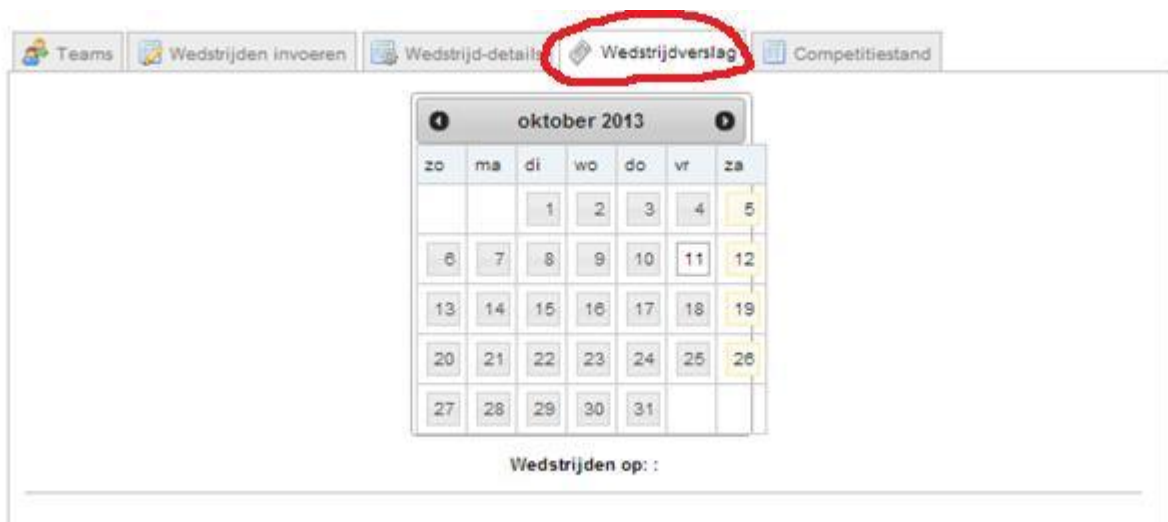 Teams Wedstrijden invoeren Wedstrijd-details Wedstrijdverslag Competitiestand
oktober 2013
zo ma di wo do vr za
1 2 3 4 5
6 7 8 9 10 11 12
13 14 15 16 17 18 19
20 21 22 23 24 25 26
27 28 29 30 31
Wedstrijden op: :